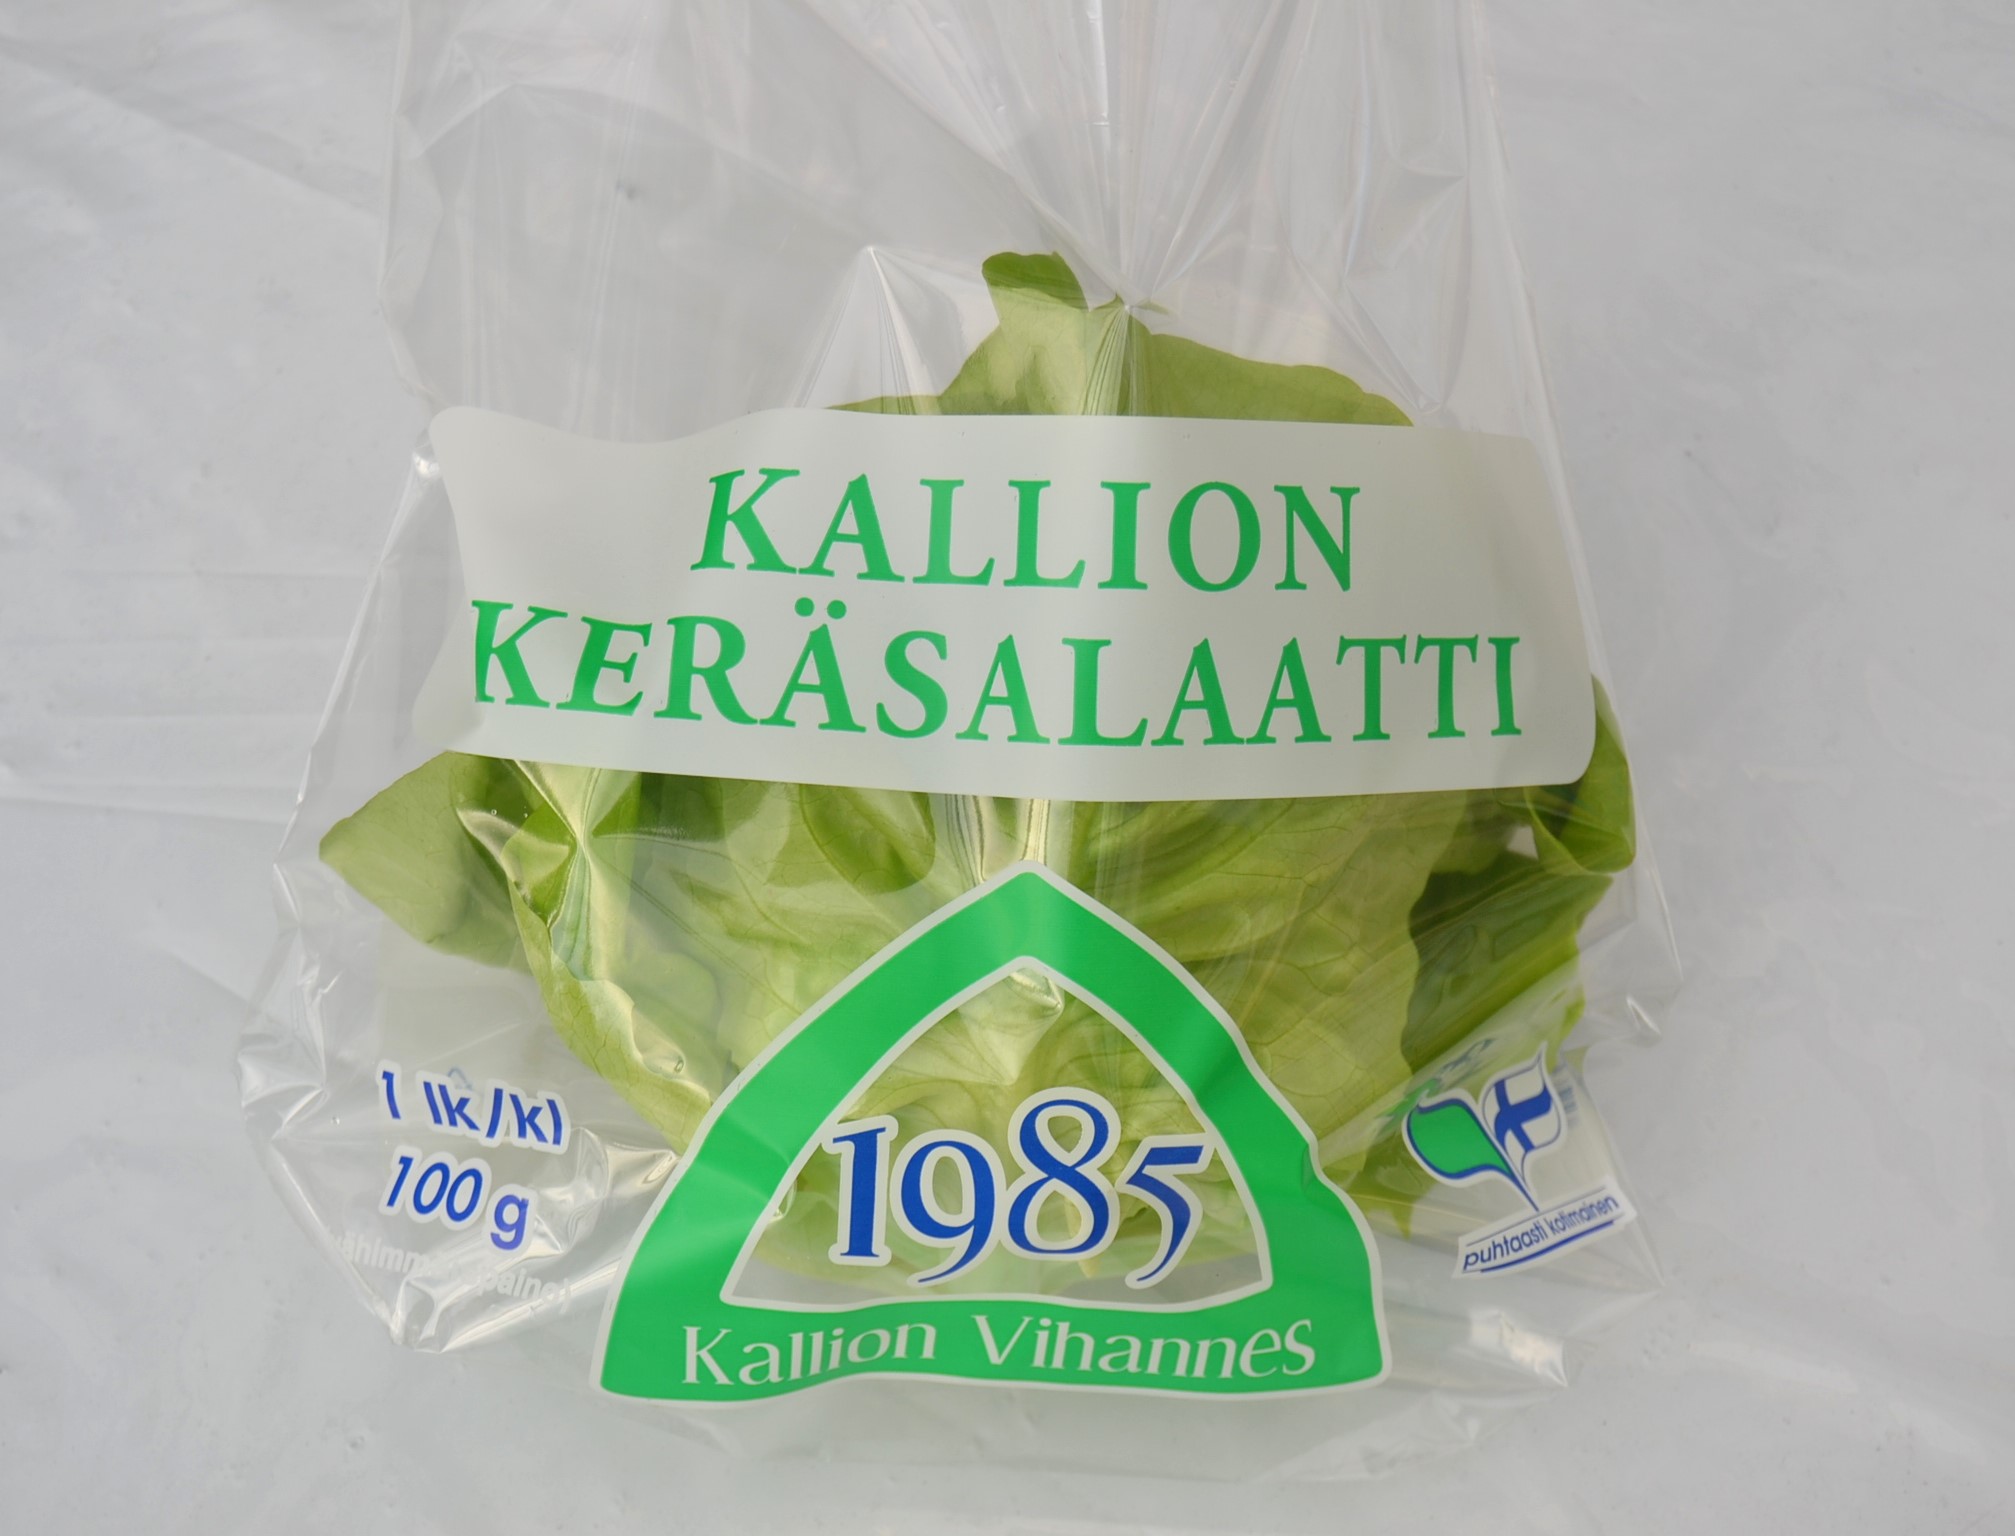 KALLION
KERÄSALAATTI
1 lk/kl
100 g
1985
Kallion Vihannes
puhtaasti kotimainen